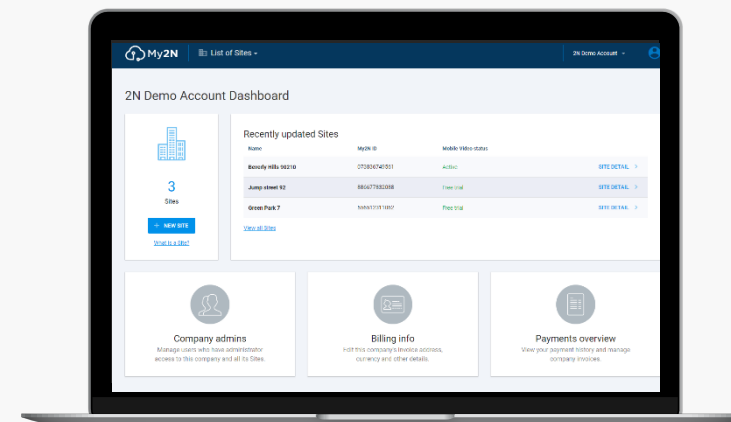 My2N
List of Sites
2N Demo Account
2N Demo Account Dashboard
3
Sites
+ NEW SITE
What is a Site?
Recently updated Sites
Name My2N ID Mobile Video status
Beverly Hills 90210 Active SITE DETAIL >
Jump street 92 Free trial SITE DETAIL >
Green Park 7 Free trial SITE DETAIL >
View all Sites
Company admins
Manage users who have administrator
access to this company and all its Sites.
Billing info
Edit this company's invoice address,
currency and other details.
Payments overview
View your payment history and manage
company invoices.